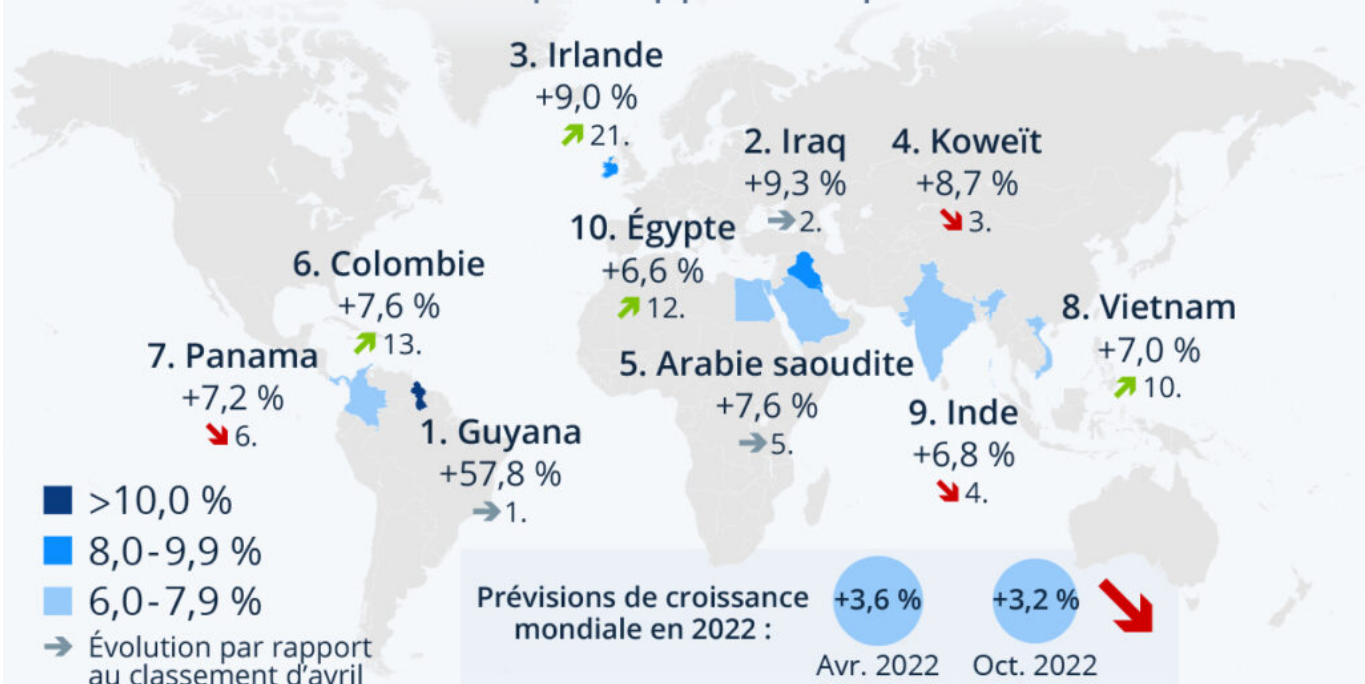 3. Irlande
+9,0 %
21.
2. Iraq
+9,3 %
2.
4. Koweït
+8,7 %
3.
10. Égypte
+6,6 %
12.
6. Colombie
+7,6 %
13.
8. Vietnam
+7,0 %
10.
7. Panama
+7,2 %
6.
5. Arabie saoudite
+7,6 %
5.
9. Inde
+6,8 %
4.
1. Guyana
+57,8 %
1.
>10,0 %
8,0-9,9 %
6,0-7,9 %
Évolution par rapport
au classement d'avril
Prévisions de croissance
mondiale en 2022 :
+3,6 %
Avr. 2022
+3,2 %
Oct. 2022